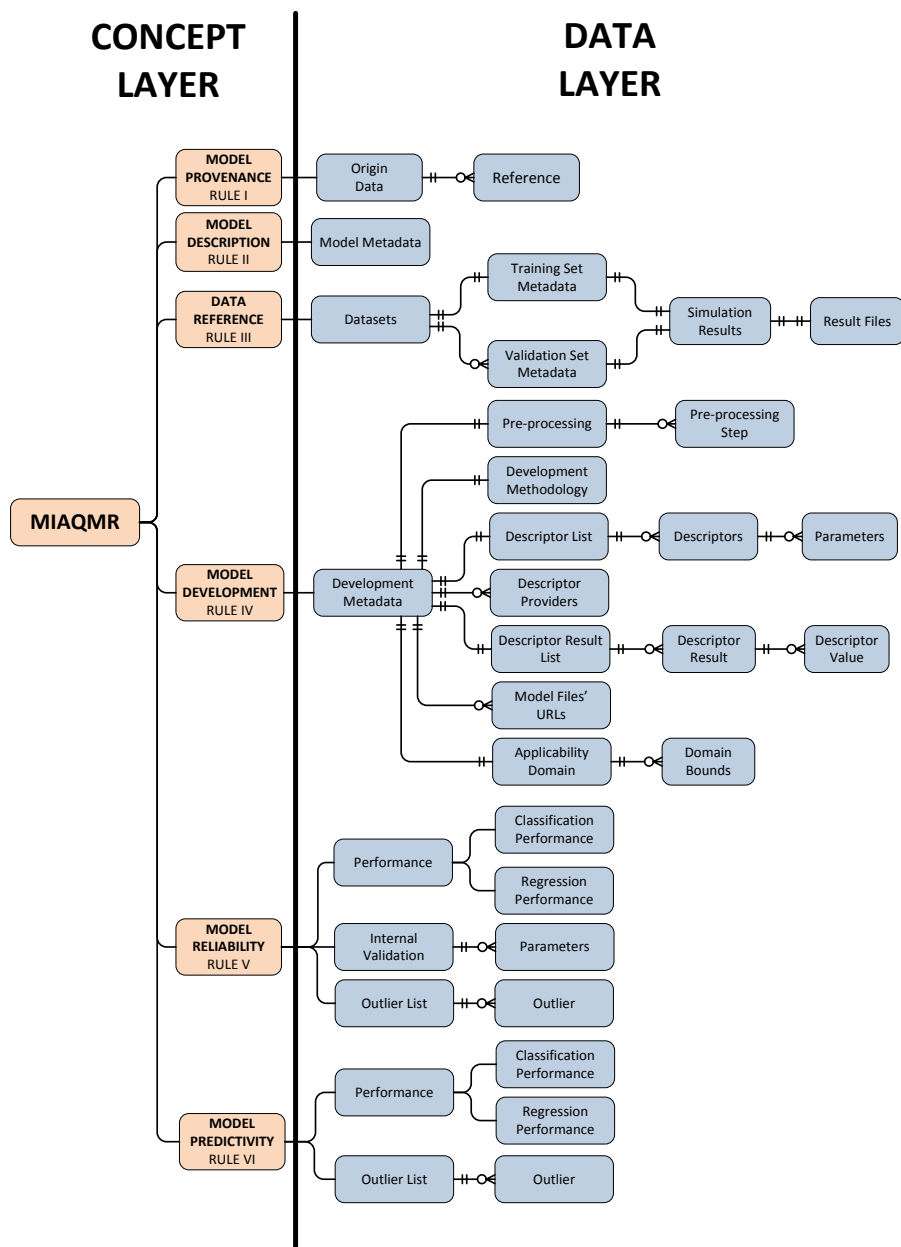 CONCEPT
LAYER
DATA
LAYER
MODEL
PROVENANCE
RULE I
Origin
Data
Reference
MODEL
DESCRIPTION
RULE II
Model Metadata
DATA
REFERENCE
RULE III
Datasets
Training Set
Metadata
Validation Set
Metadata
Simulation
Results
Result Files
MIAQMR
MODEL
DEVELOPMENT
RULE IV
Development
Metadata
Pre-processing
Pre-processing
Step
Development
Methodology
Descriptor List
Descriptors
Parameters
Descriptor
Providers
Descriptor Result
List
Descriptor
Result
Descriptor
Value
Model Files'
URLs
Applicability
Domain
Domain
Bounds
MODEL
RELIABILITY
RULE V
Performance
Classification
Performance
Regression
Performance
Internal
Validation
Parameters
Outlier List
Outlier
MODEL
PREDICTIVITY
RULE VI
Performance
Classification
Performance
Regression
Performance
Outlier List
Outlier